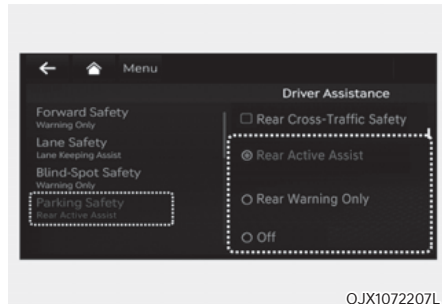 Menu
Driver Assistance
Forward Safety
Warning Only
Lane Safety
Lane Keeping Assist
Blind-Spot Safety
Warning Only
Parking Safety
Rear Active Assist
Rear Cross-Traffic Safety
Rear Active Assist
Rear Warning Only
Off
OJX1072207L